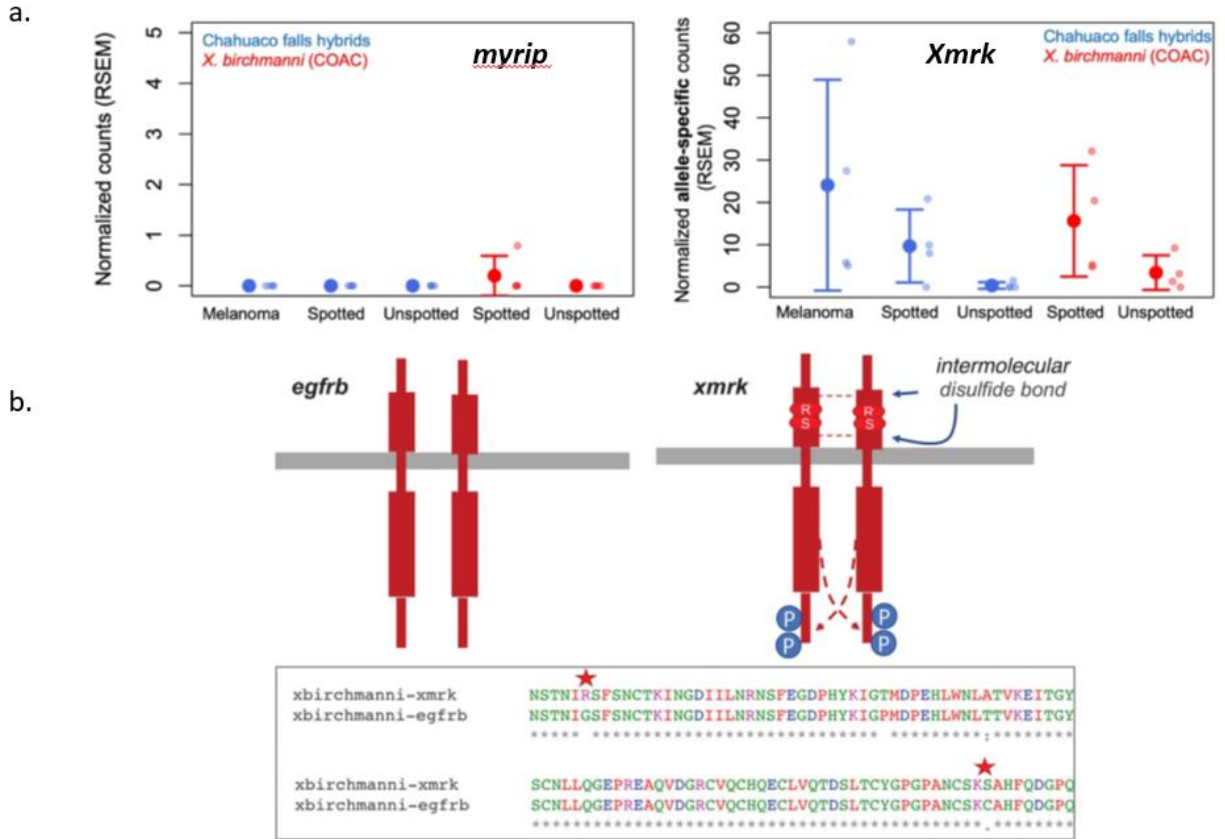 a.
Normalized counts (RSEM)
5
4
3
2
1
0
Chahuaco falls hybrids
X. birchmanni (COAC)
myrip
Melanoma Spotted Unspotted Spotted Unspotted
Normalized allele-specific counts
(RSEM)
60
50
40
30
20
10
0
Xmrk
Chahuaco falls hybrids
X. birchmanni (COAC)
Melanoma Spotted Unspotted Spotted Unspotted
b.
egfrb
xmrk
intermolecular
disulfide bond
R R
S S
P P
P P
xbirchmanni-xmrk NSTNIRSFSNCTKINGDIILNRNSFEGDPHYKIGTMDPEHLWNLATVKEITGY
xbirchmanni-egfrb NSTNIGSFSNCTKINGDIILNRNSFEGDPHYKIGPMDPEHLWNLTTVKEITGY
***** **************************** *********:********
xbirchmanni-xmrk SCNLLQGEPREAQVDGRCVQCHQECLVQTDSLTCYGPGPANCSKSAHFQDGPQ
xbirchmanni-egfrb SCNLLQGEPREAQVDGRCVQCHQECLVQTDSLTCYGPGPANCSKCAHFQDGPQ
********************************************.********